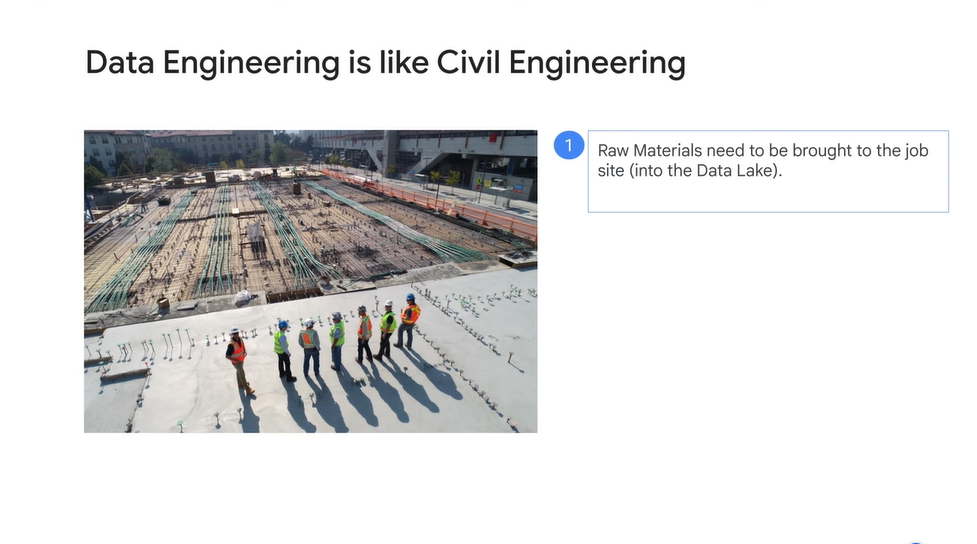 Data Engineering is like Civil Engineering
1
Raw Materials need to be brought to the job
site (into the Data Lake).